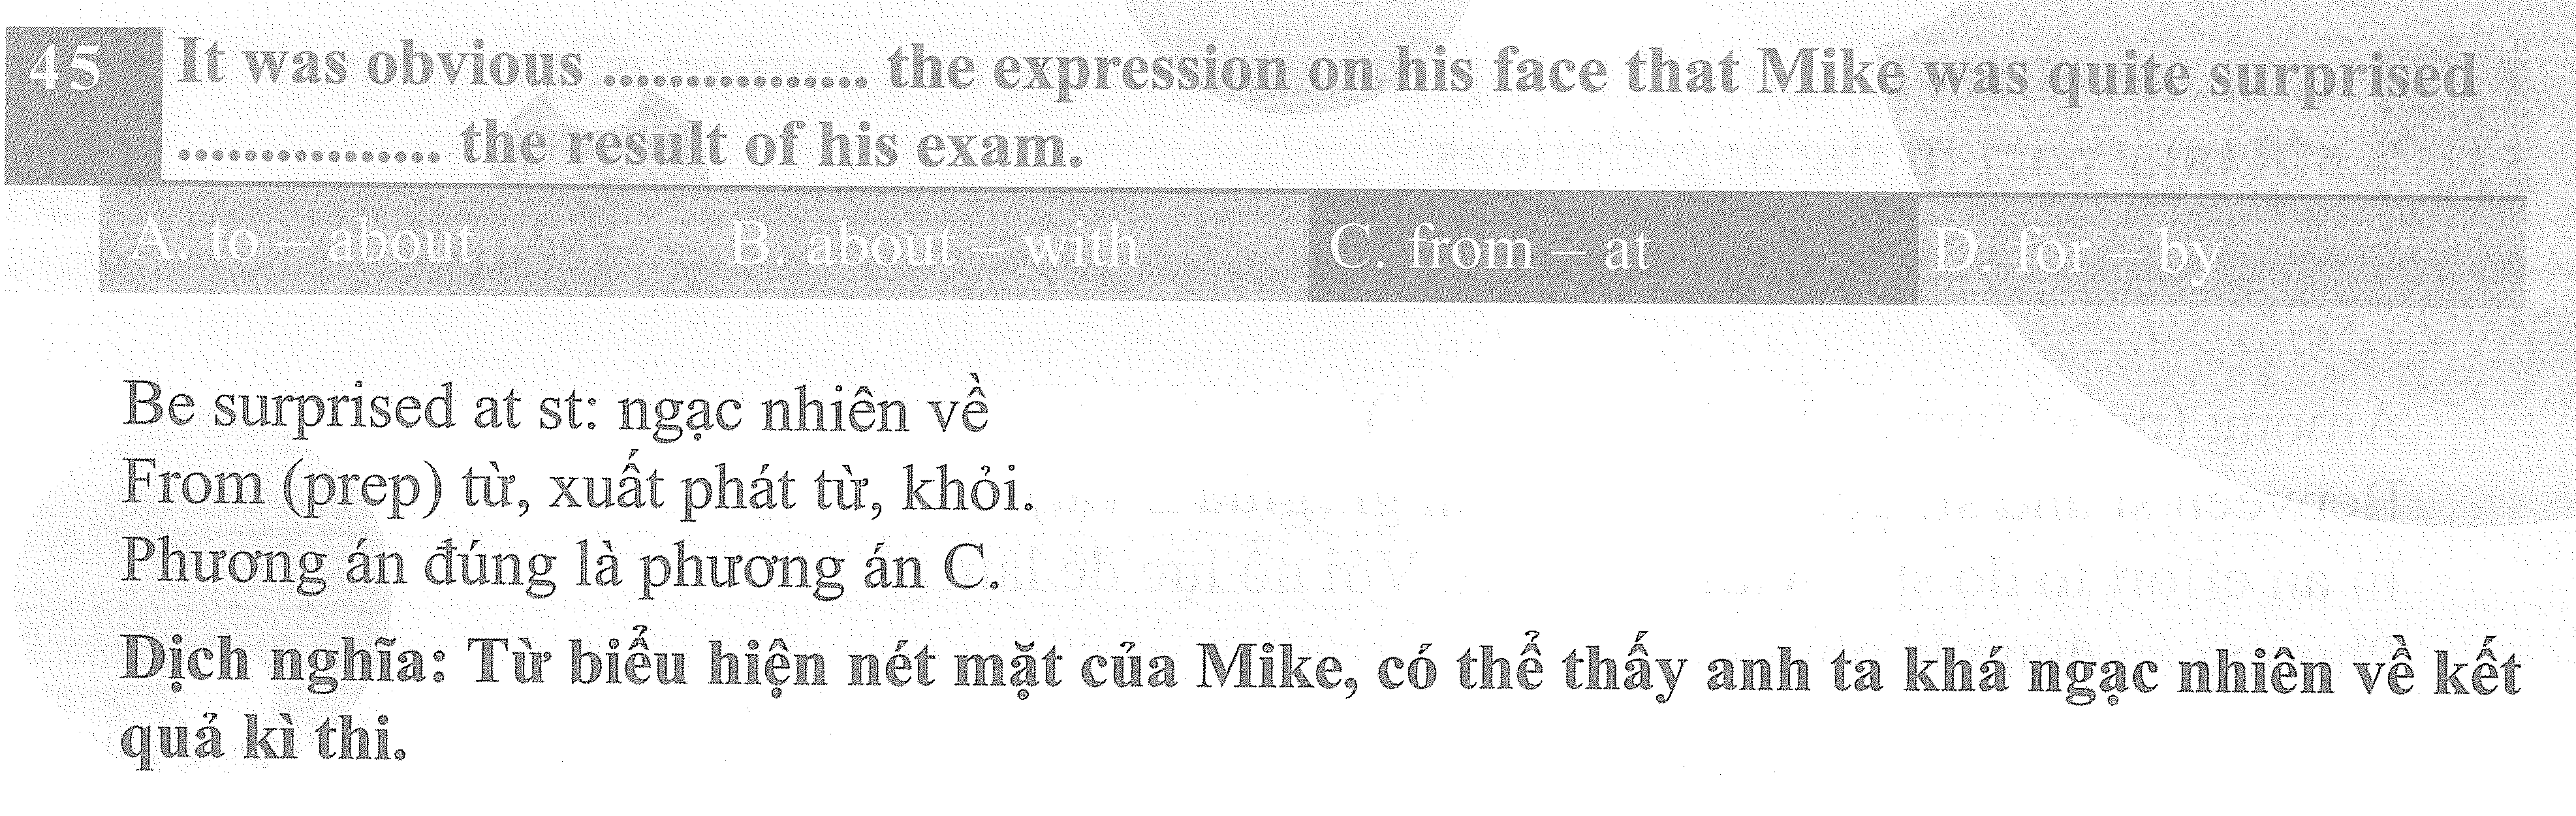 45 It was obvious ................ the expression on his face that Mike was quite surprised
................ the result of his exam.
A. to – about B. about – with C. from – at D. for – by
Be surprised at st: ngạc nhiên về
From (prep) từ, xuất phát từ, khỏi.
Phương án đúng là phương án C.
Dịch nghĩa: Từ biểu hiện nét mặt của Mike, có thể thấy anh ta khá ngạc nhiên về kết
quả kì thi.